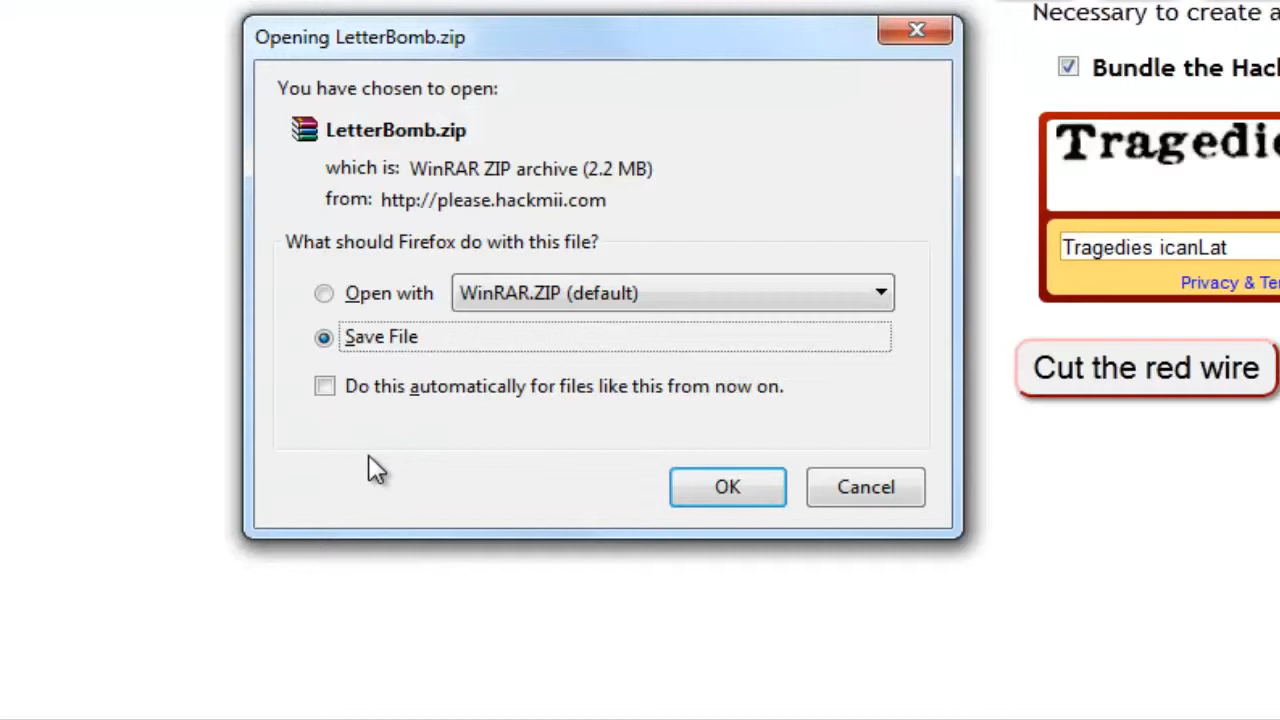 Opening LetterBomb.zip
You have chosen to open:
LetterBomb.zip
which is: WinRAR ZIP archive (2.2 MB)
from: http://please.hackmii.com
What should Firefox do with this file?
Open with WinRAR.ZIP (default)
Save File
Do this automatically for files like this from now on.
OK Cancel
Necessary to create a
Bundle the Hack
Tragedie
Tragedies icanLat
Privacy & Te
Cut the red wire